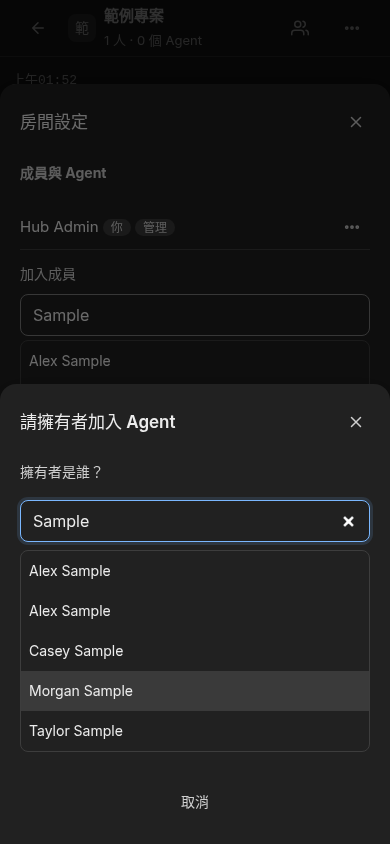 範例專案
範
1 人 · 0 個 Agent
上午01:52
房間設定
成員與 Agent
Hub Admin 你 管理
加入成員
Sample
Alex Sample
請擁有者加入 Agent
擁有者是誰？
Sample
Alex Sample
Alex Sample
Casey Sample
Morgan Sample
Taylor Sample
取消